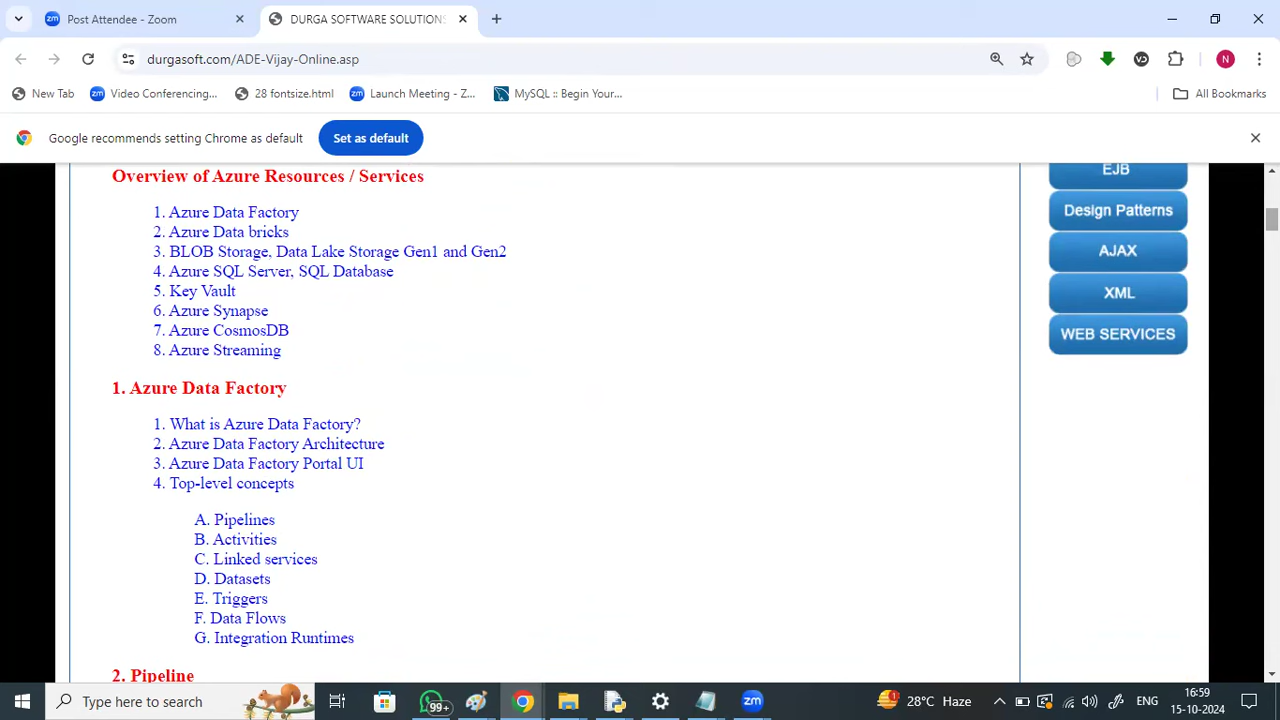 Post Attendee - Zoom
DURGA SOFTWARE SOLUTIONS
durgasoft.com/ADE-Vijay-Online.asp
N
New Tab
Video Conferencing...
28 fontsize.html
Launch Meeting - Z...
MySQL :: Begin Your...
All Bookmarks
Google recommends setting Chrome as default
Set as default
Overview of Azure Resources / Services
1. Azure Data Factory
2. Azure Data bricks
3. BLOB Storage, Data Lake Storage Gen1 and Gen2
4. Azure SQL Server, SQL Database
5. Key Vault
6. Azure Synapse
7. Azure CosmosDB
8. Azure Streaming
1. Azure Data Factory
1. What is Azure Data Factory?
2. Azure Data Factory Architecture
3. Azure Data Factory Portal UI
4. Top-level concepts
A. Pipelines
B. Activities
C. Linked services
D. Datasets
E. Triggers
F. Data Flows
G. Integration Runtimes
2. Pipeline
EJB
Design Patterns
AJAX
XML
WEB SERVICES
Type here to search
99+
zm
28°C Haze
ENG
16:59
15-10-2024